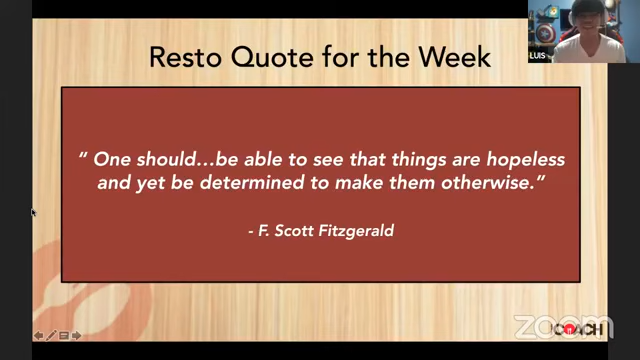 Resto Quote for the Week
LUIS
“ One should...be able to see that things are hopeless
and yet be determined to make them otherwise.”
- F. Scott Fitzgerald
zoom
COACH